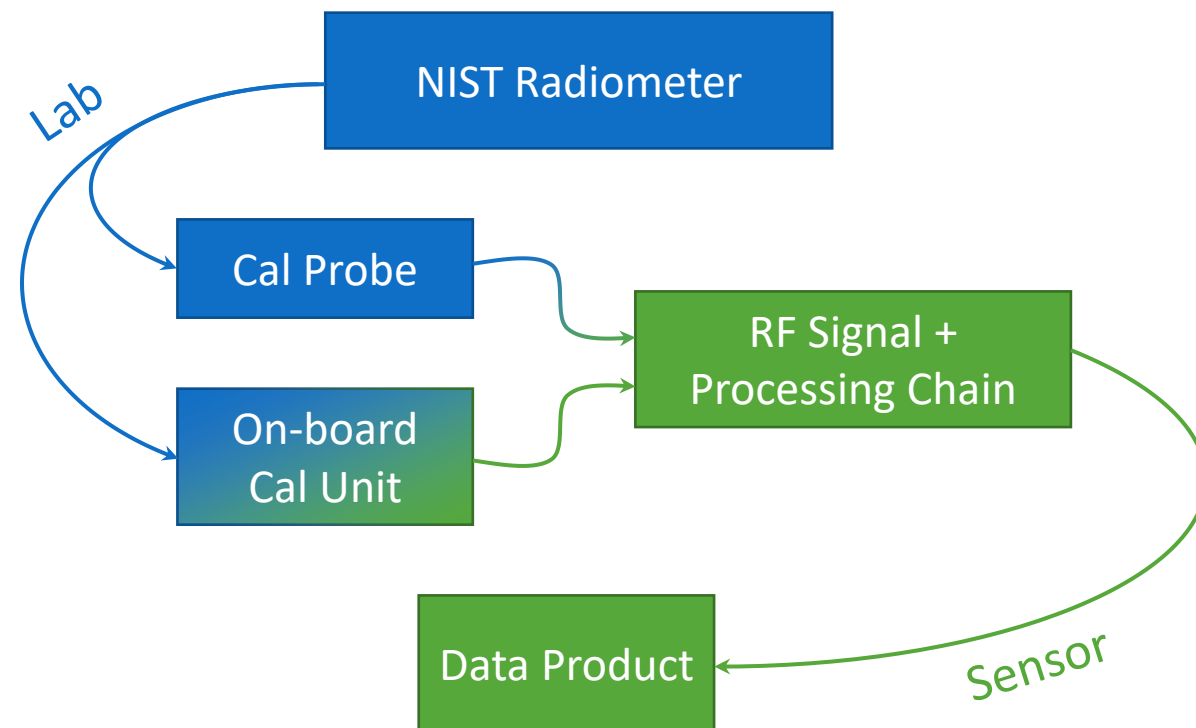 NIST Radiometer
Lab
Cal Probe
RF Signal +
Processing Chain
On-board
Cal Unit
Data Product
Sensor